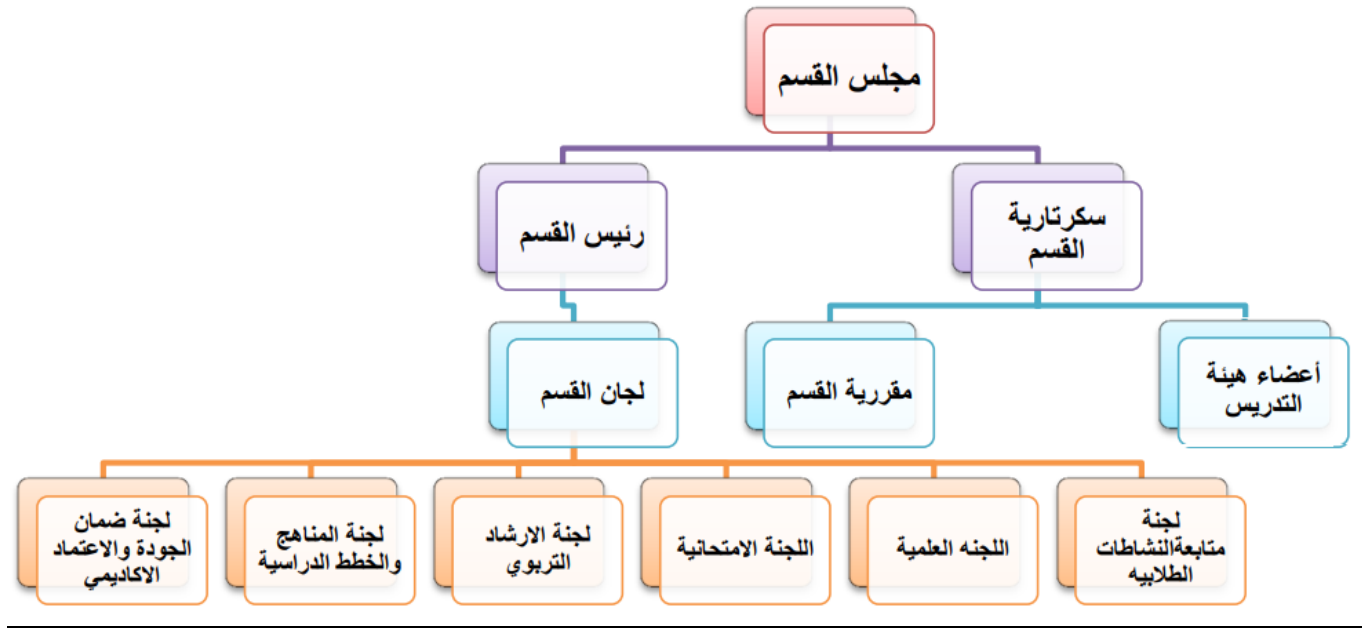 مجلس القسم
سكرتارية
القسم
رئيس القسم
أعضاء هيئة
التدريس
مقررية القسم
لجان القسم
لجنة
متابعةالنشاطات
الطلابيه
اللجنه العلمية
اللجنة الامتحانية
لجنة الارشاد
التربوي
لجنة المناهج
والخطط الدراسية
لجنة ضمان
الجودة والاعتماد
الاكاديمي